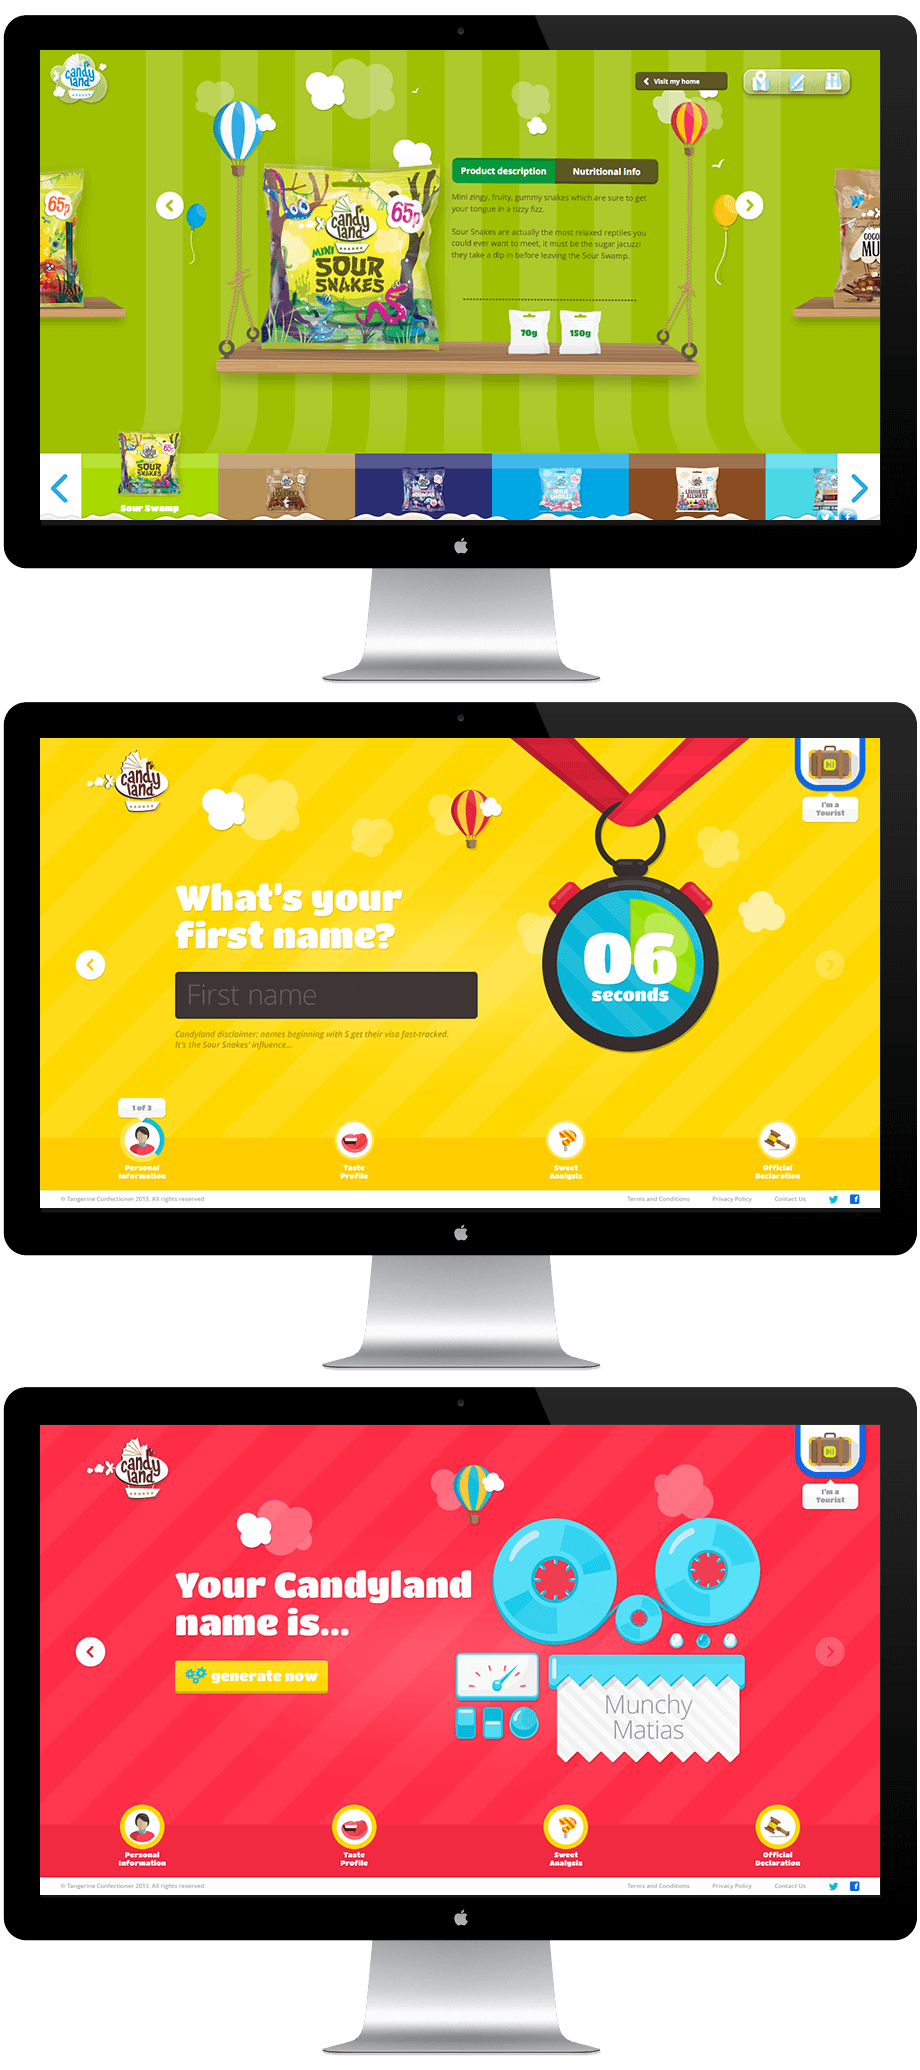 candy
land
Visit my home
65p
candy
land
65p
MINI
SOUR
SNAKES
Product description
Nutritional info
Mini zingy, fruity, gummy snakes which are sure to get
your tongue in a tizzy fizz.
Sour Snakes are actually the most relaxed reptiles you
could ever want to meet, it must be the sugar jacuzzi
they take a dip in before leaving the Sour Swamp.
70g
150g
65p
SOUR
SNAKES
Sour Swamp
candy
land
What's your
first name?
First name
Candyland disclaimer: names beginning with S get their visa fast-tracked.
It's the Sour Snakes' influence...
06
seconds
I'm a
Tourist
1 of 3
Personal
Information
Taste
Profile
Sweet
Analysis
Official
Declaration
© Tangerine Confectioner 2013. All rights reserved
Terms and Conditions
Privacy Policy
Contact Us
candy
land
I'm a
Tourist
Your Candyland
name is...
generate now
Munchy
Matias
Personal
Information
Taste
Profile
Sweet
Analysis
Official
Declaration
© Tangerine Confectioner 2013. All rights reserved
Terms and Conditions
Privacy Policy
Contact Us